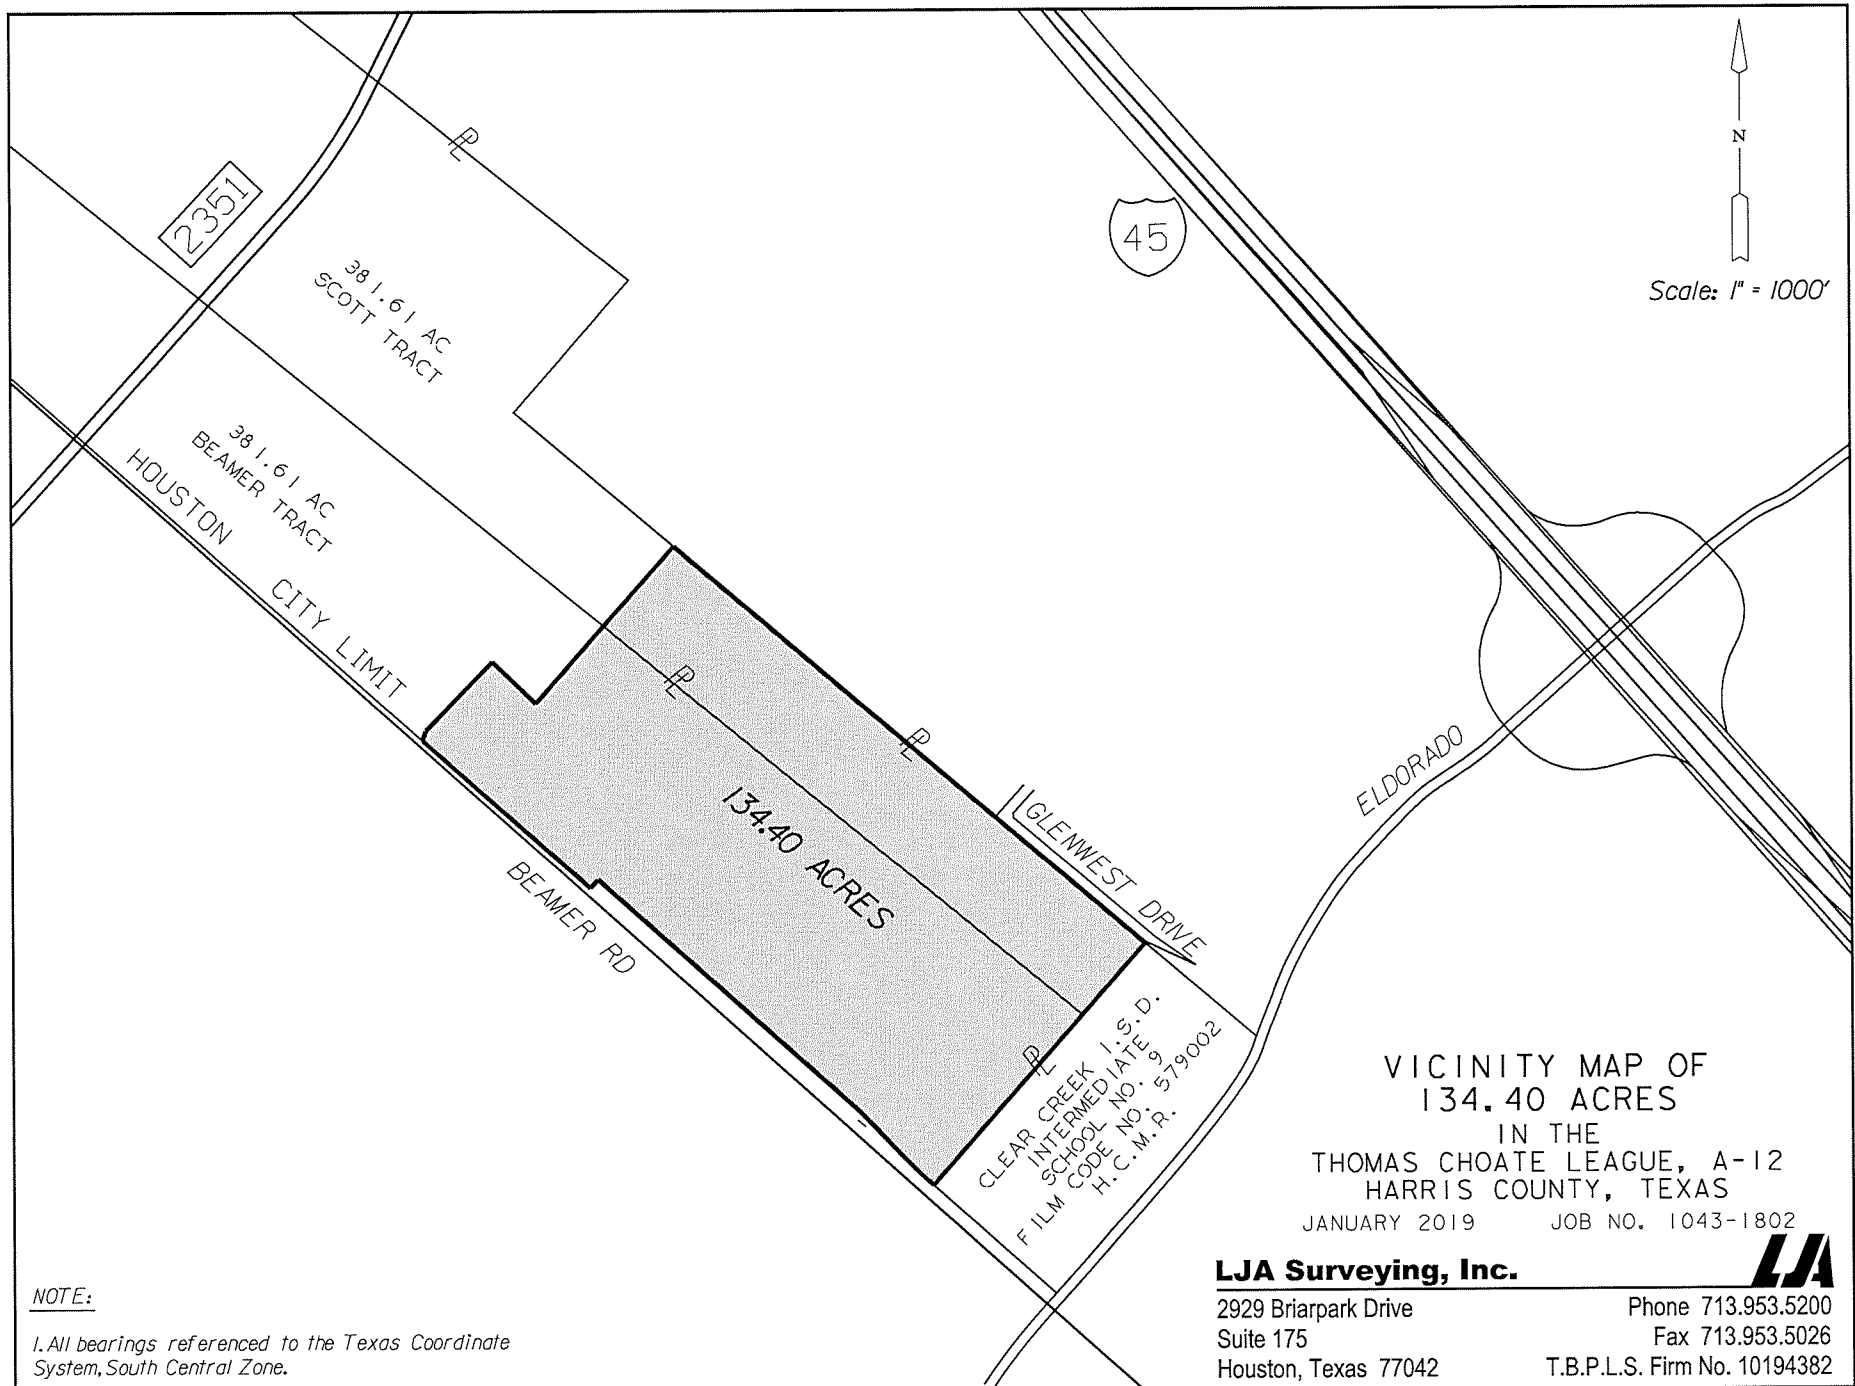 2351
381.61 AC
SCOTT TRACT
45
N
Scale: 1" = 1000'
381.61 AC
BEAMER TRACT
HOUSTON CITY LIMIT
PL
PL
PL
PL
134.40 ACRES
BEAMER RD
GLENWEST DRIVE
ELDORADO
CLEAR CREEK I.S.D.
INTERMEDIATE
SCHOOL NO. 9
FILM CODE NO. 579002
H.C.M.R.
VICINITY MAP OF
134.40 ACRES
IN THE
THOMAS CHOATE LEAGUE, A-12
HARRIS COUNTY, TEXAS
JANUARY 2019 JOB NO. 1043-1802
LJA Surveying, Inc.
LJA
2929 Briarpark Drive
Suite 175
Houston, Texas 77042
Phone 713.953.5200
Fax 713.953.5026
T.B.P.L.S. Firm No. 10194382
NOTE:
1. All bearings referenced to the Texas Coordinate
System, South Central Zone.